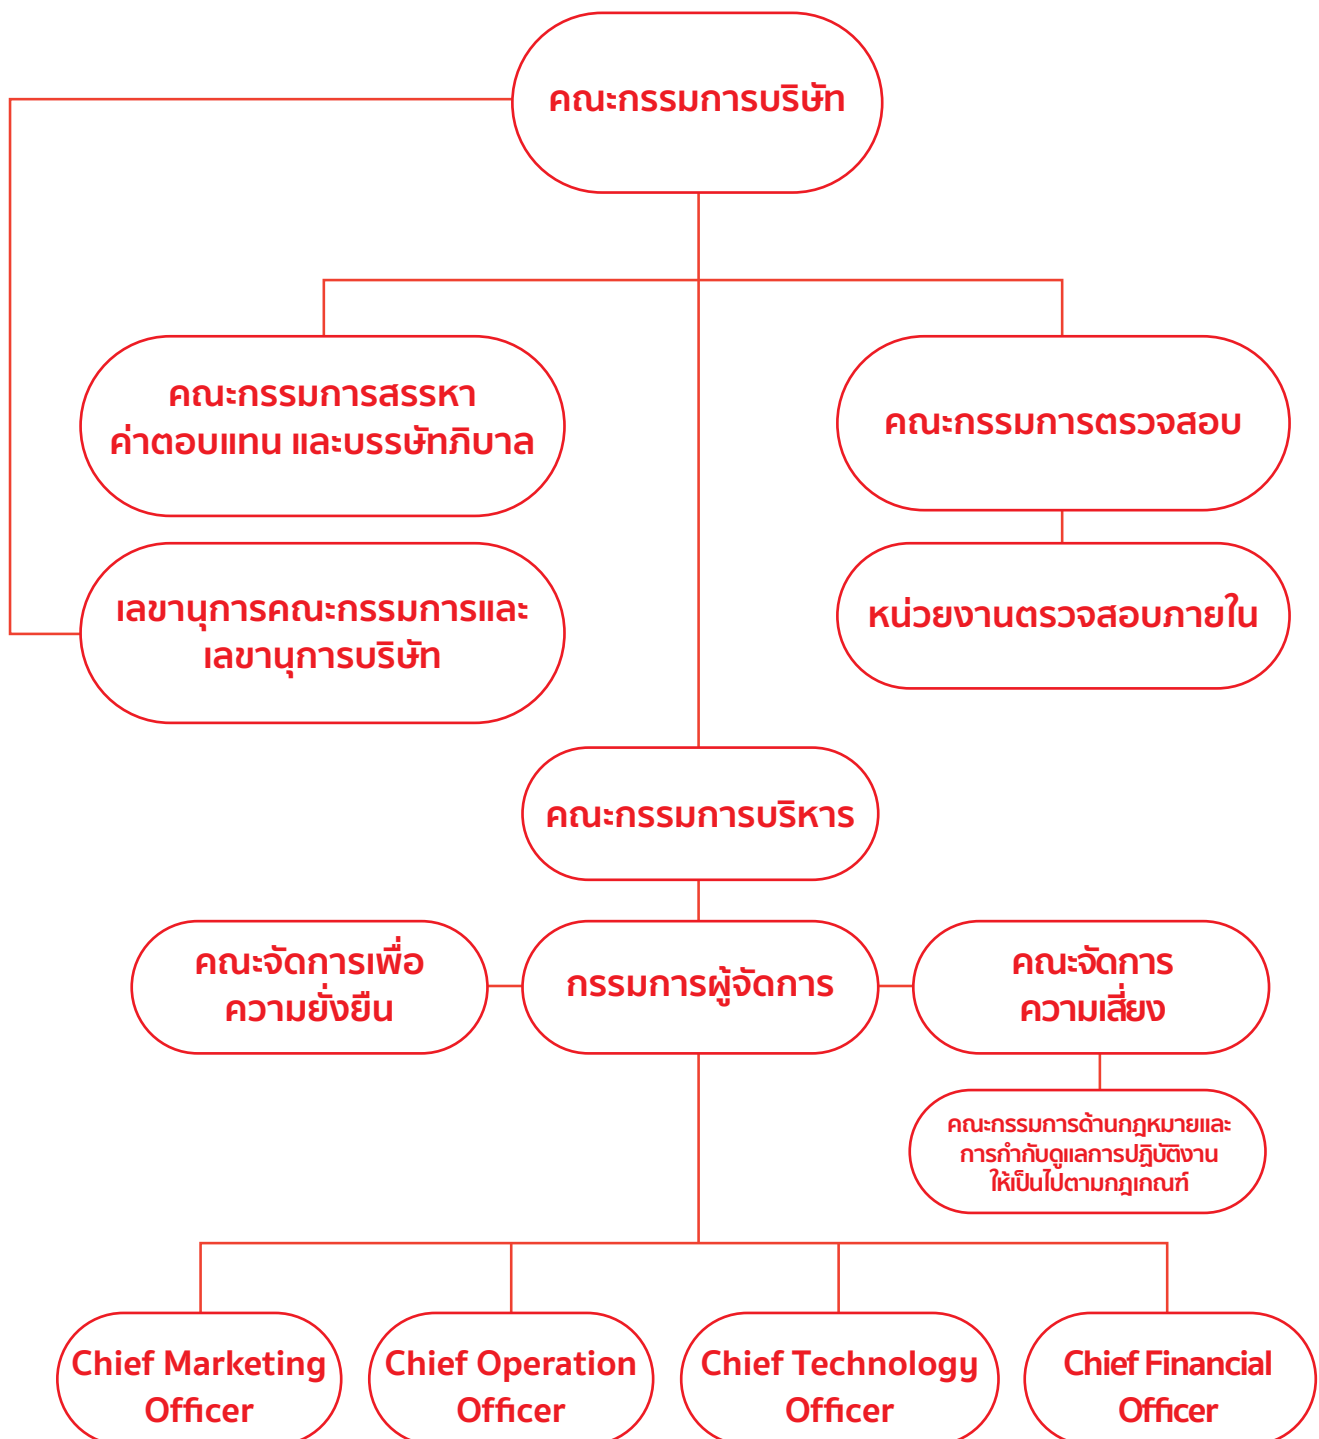 คณะกรรมการบริษัท
คณะกรรมการสรรหา
ค่าตอบแทน และบรรษัทภิบาล
คณะกรรมการตรวจสอบ
เลขานุการคณะกรรมการและ
เลขานุการบริษัท
หน่วยงานตรวจสอบภายใน
คณะกรรมการบริหาร
คณะจัดการเพื่อ
ความยั่งยืน
กรรมการผู้จัดการ
คณะจัดการ
ความเสี่ยง
คณะกรรมการด้านกฎหมายและ
การกำกับดูแลการปฏิบัติงาน
ให้เป็นไปตามกฎเกณฑ์
Chief Marketing
Officer
Chief Operation
Officer
Chief Technology
Officer
Chief Financial
Officer